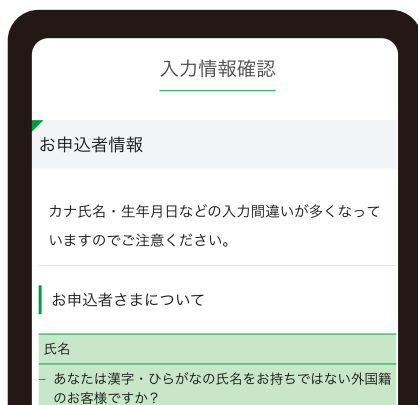 入力情報確認
お申込者情報
カナ氏名・生年月日などの入力間違いが多くなって
いますのでご注意ください。
お申込者さまについて
氏名
あなたは漢字・ひらがなの氏名をお持ちではない外国籍
のお客様ですか？